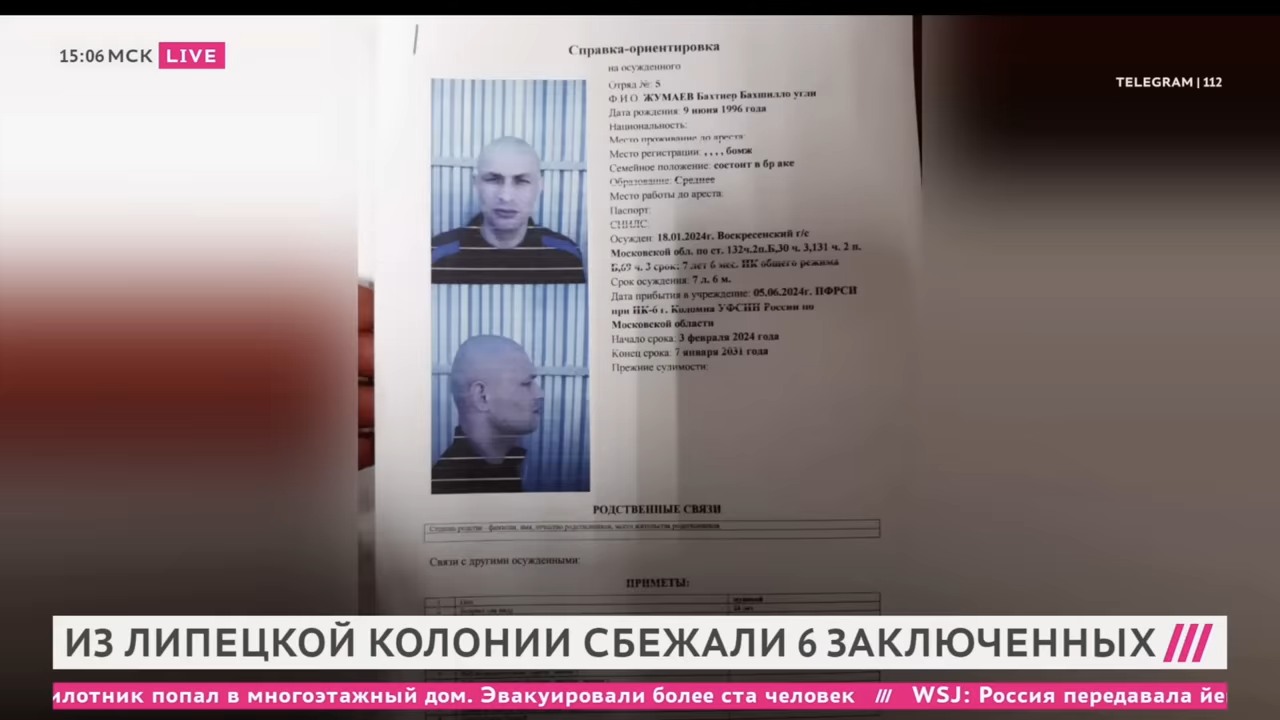 15:06 МСК LIVE
TELEGRAM | 112
Справка-ориентировка
на осужденного
Отряд №: 5
Ф.И.О. ЖУМАЕВ Бахтиер Бахшилло угли
Дата рождения: 9 июня 1996 года
Национальность:
Место проживание до ареста:
Место регистрации: , , , , бомж
Семейное положение: состоит в бр аке
Образование: Среднее
Место работы до ареста:
Паспорт:
СНИЛС:
Осужден: 18.01.2024г. Воскресенский г/с
Московской обл. по ст. 132ч.2п.Б,30 ч. 3,131 ч. 2 п.
Б,69 ч. 3 срок: 7 лет 6 мес. ИК общего режима
Срок осуждения: 7 л. 6 м.
Дата прибытия в учреждение: 05.06.2024г. ПФРСИ
при ИК-6 г. Коломна УФСИН России по
Московской области
Начало срока: 3 февраля 2024 года
Конец срока: 7 января 2031 года
Прежние судимости:
РОДСТВЕННЫЕ СВЯЗИ
Связи с другими осужденными:
ПРИМЕТЫ:
ИЗ ЛИПЕЦКОЙ КОЛОНИИ СБЕЖАЛИ 6 ЗАКЛЮЧЕННЫХ
илотник попал в многоэтажный дом. Эвакуировали более ста человек /// WSJ: Россия передавала йе